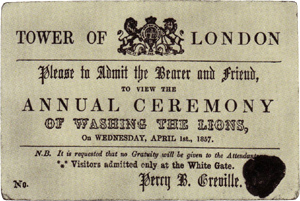 TOWER OF LONDON
Please to Admit the Bearer and Friend,
TO VIEW THE
ANNUAL CEREMONY
OF WASHING THE LIONS,
ON WEDNESDAY, APRIL 1ST., 1857.
N.B. It is requested that no Gratuity will be given to the Attendants.
⁂ Visitors admitted only at the White Gate.
No. Percy B. Greville.